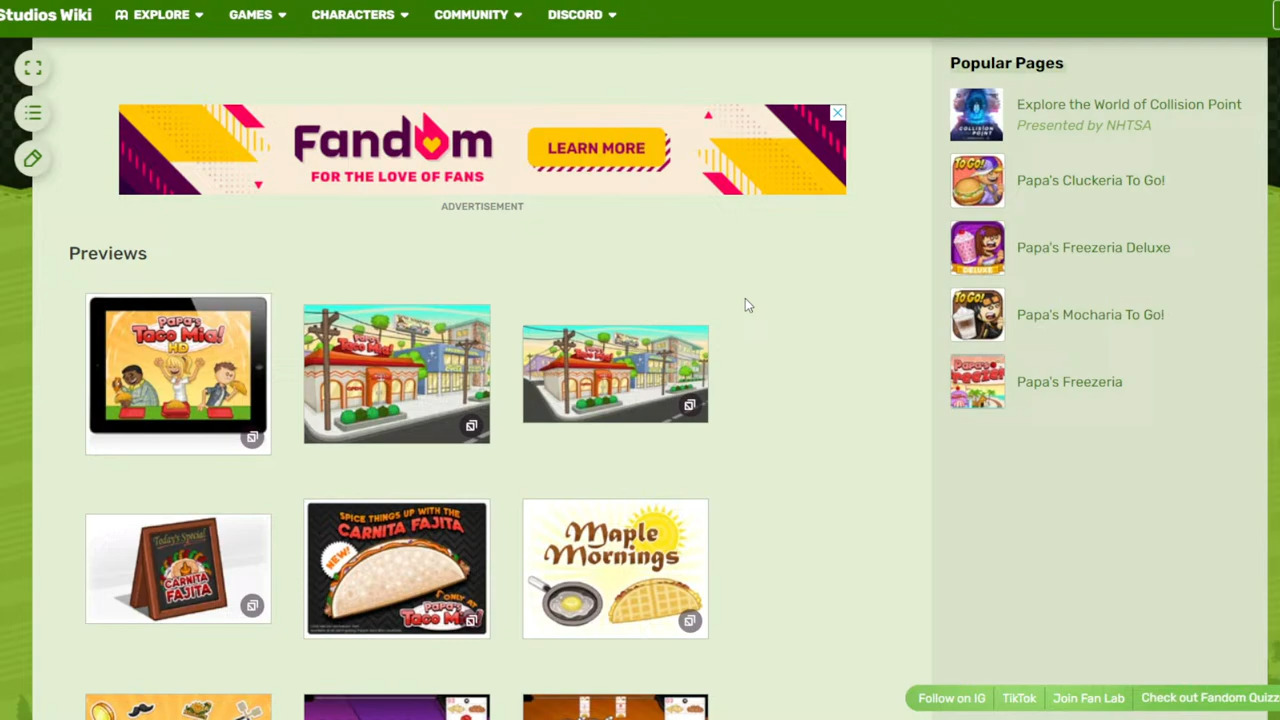 Studios Wiki
EXPLORE
GAMES
CHARACTERS
COMMUNITY
DISCORD
Fandom
FOR THE LOVE OF FANS
LEARN MORE
ADVERTISEMENT
Popular Pages
Explore the World of Collision Point
Presented by NHTSA
Papa's Cluckeria To Go!
Papa's Freezeria Deluxe
Papa's Mocharia To Go!
Papa's Freezeria
Previews
Papa's
Taco Mia!
HD
Today's Special
CARNITA
FAJITA
SPICE THINGS UP WITH THE
CARNITA FAJITA
NEW!
ONLY AT
Papa's
Maple
Mornings
Follow on IG
TikTok
Join Fan Lab
Check out Fandom Quizz